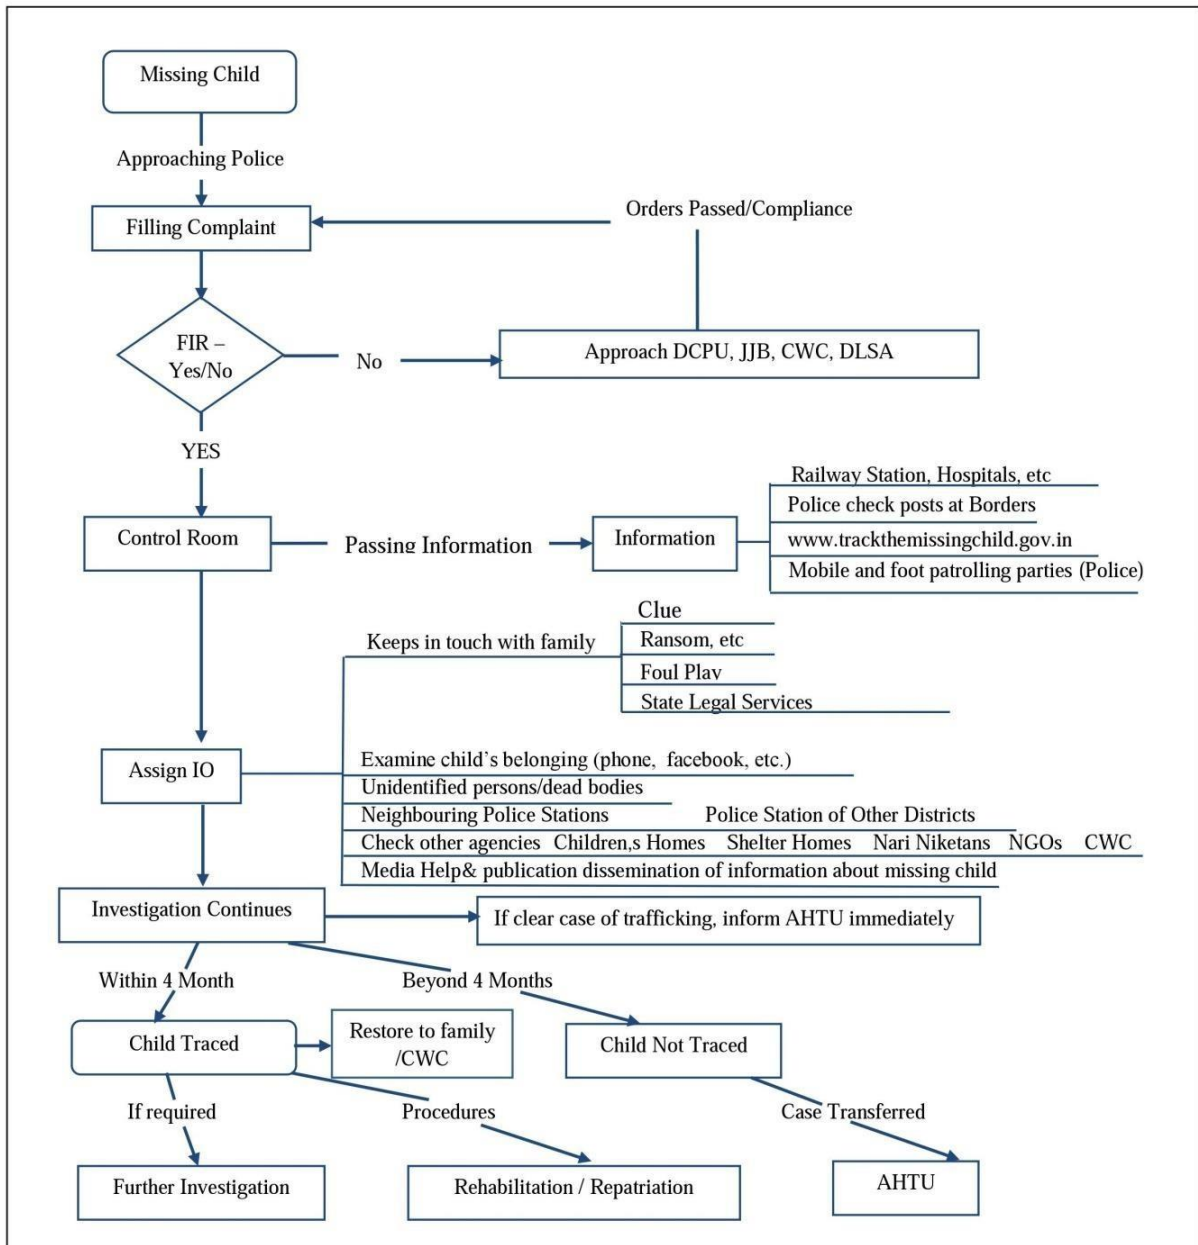 Missing Child
Approaching Police
Orders Passed/Compliance
Filling Complaint
FIR –
Yes/No
No
Approach DCPU, JJB, CWC, DLSA
YES
Railway Station, Hospitals, etc
Police check posts at Borders
Control Room
Passing Information
Information
www.trackthemissingchild.gov.in
Mobile and foot patrolling parties (Police)
Clue
Keeps in touch with family
Ransom, etc
Foul Play
State Legal Services
Assign IO
Examine child's belonging (phone, facebook, etc.)
Unidentified persons/dead bodies
Neighbouring Police Stations Police Station of Other Districts
Check other agencies Children,s Homes Shelter Homes Nari Niketans NGOs CWC
Media Help& publication dissemination of information about missing child
Investigation Continues
If clear case of trafficking, inform AHTU immediately
Within 4 Month
Beyond 4 Months
Child Traced
Restore to family
/CWC
Child Not Traced
If required
Procedures
Case Transferred
Further Investigation
Rehabilitation / Repatriation
AHTU